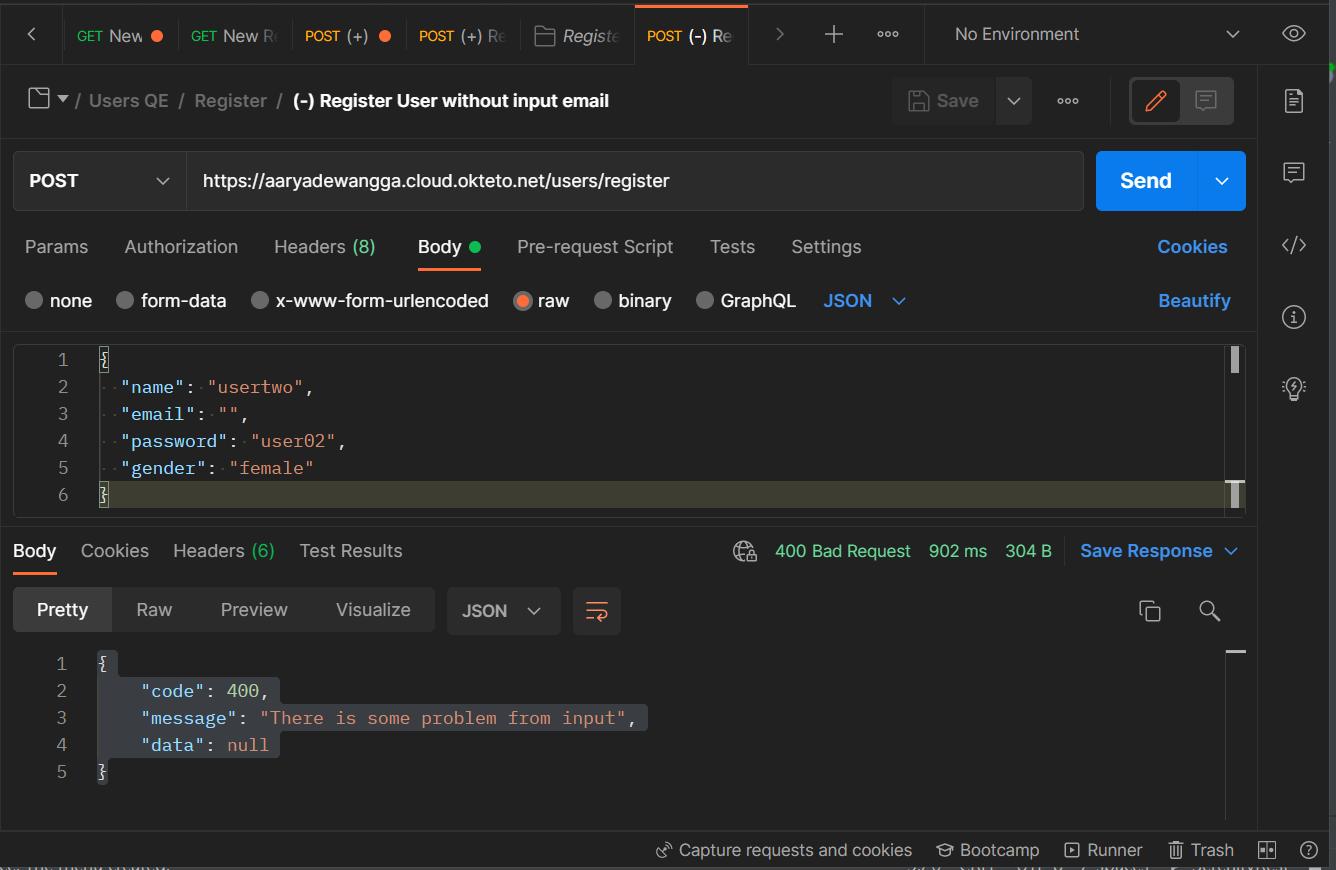 GET New
GET New R
POST (+)
POST (+) Re
Registe
POST (-) Re
No Environment
/ Users QE / Register / (-) Register User without input email
Save
POST
https://aaryadewangga.cloud.okteto.net/users/register
Send
Params Authorization Headers (8) Body Pre-request Script Tests Settings Cookies
none form-data x-www-form-urlencoded raw binary GraphQL JSON Beautify
1 {
2 "name": "usertwo",
3 "email": "",
4 "password": "user02",
5 "gender": "female"
6 }
Body Cookies Headers (6) Test Results 400 Bad Request 902 ms 304 B Save Response
Pretty Raw Preview Visualize JSON
1 {
2 "code": 400,
3 "message": "There is some problem from input",
4 "data": null
5 }
Capture requests and cookies Bootcamp Runner Trash